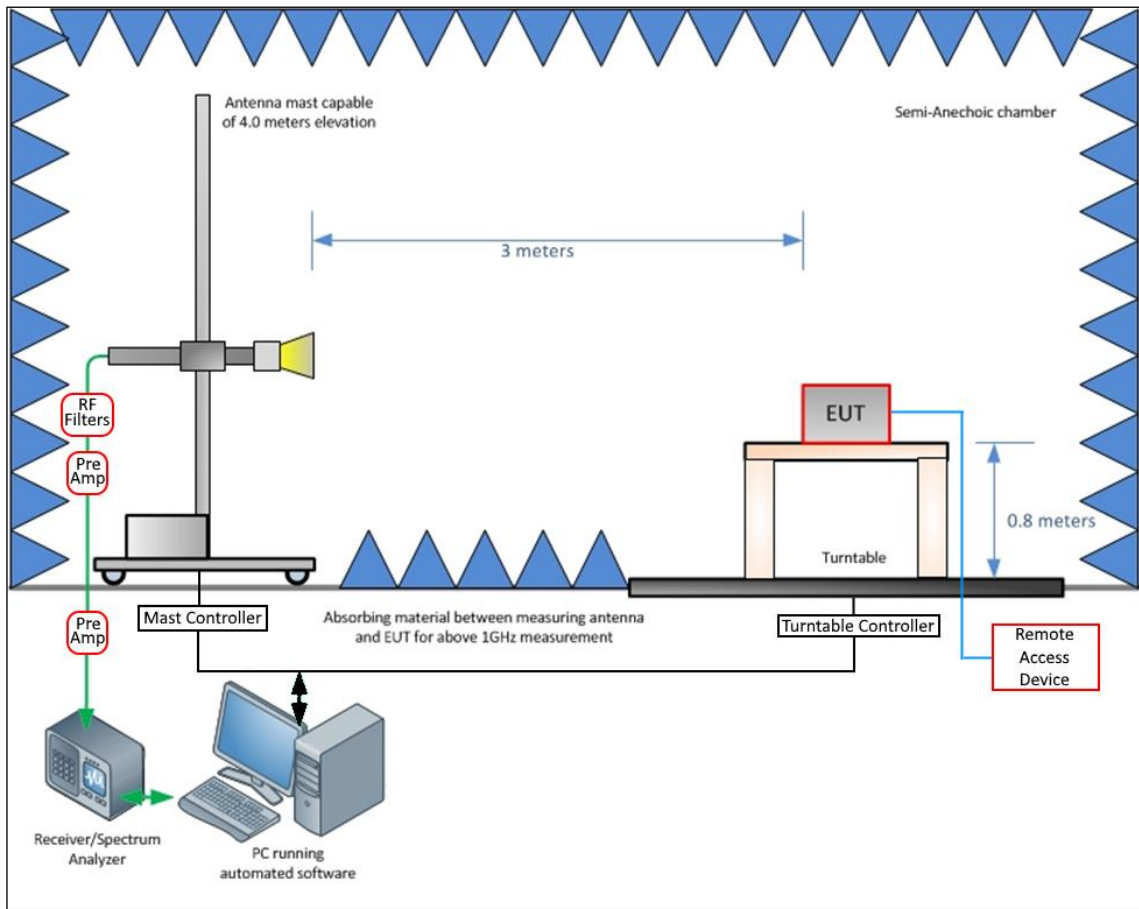 Antenna mast capable
of 4.0 meters elevation
Semi-Anechoic chamber
3 meters
RF
Filters
EUT
Pre
Amp
0.8 meters
Turntable
Pre
Amp
Mast Controller
Absorbing material between measuring antenna
and EUT for above 1GHz measurement
Turntable Controller
Remote
Access
Device
Receiver/Spectrum
Analyzer
PC running
automated software